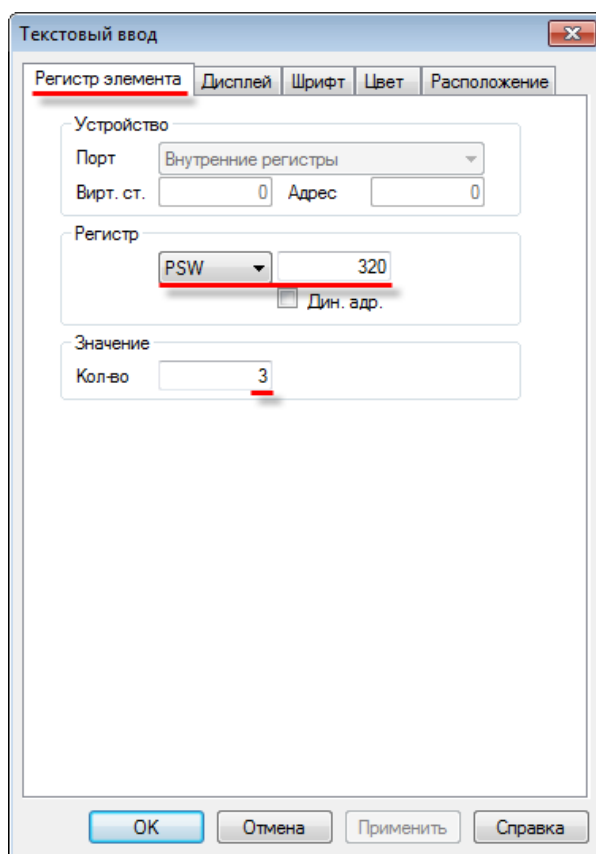 Текстовый ввод
Регистр элемента Дисплей Шрифт Цвет Расположение
Устройство
Порт Внутренние регистры
Вирт. ст. 0 Адрес 0
Регистр
PSW 320
Дин. адр.
Значение
Кол-во 3
OK Отмена Применить Справка